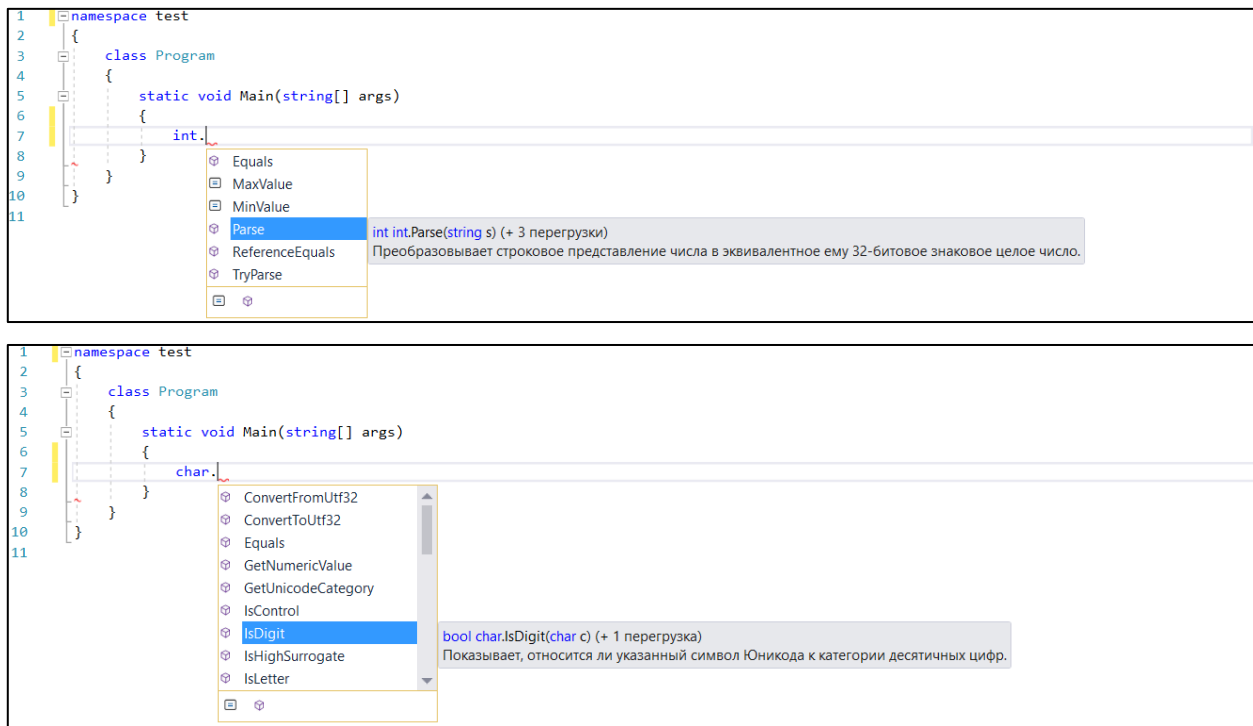 1 namespace test
2 {
3 class Program
4 {
5 static void Main(string[] args)
6 {
7 int.
8 }
9 }
10 }
11
Equals
MaxValue
MinValue
Parse
ReferenceEquals
TryParse
int int.Parse(string s) (+ 3 перегрузки)
Преобразовывает строковое представление числа в эквивалентное ему 32-битовое знаковое целое число.
1 namespace test
2 {
3 class Program
4 {
5 static void Main(string[] args)
6 {
7 char.
8 }
9 }
10 }
11
ConvertFromUtf32
ConvertToUtf32
Equals
GetNumericValue
GetUnicodeCategory
IsControl
IsDigit
IsHighSurrogate
IsLetter
bool char.IsDigit(char c) (+ 1 перегрузка)
Показывает, относится ли указанный символ Юникода к категории десятичных цифр.